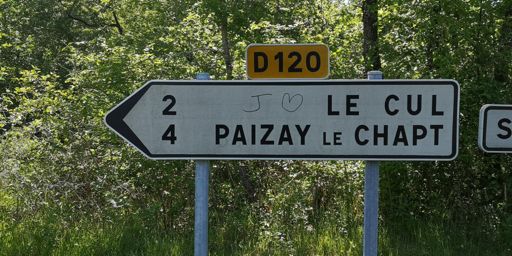 D120
2 J ♡ LE CUL
4 PAIZAY LE CHAPT
S